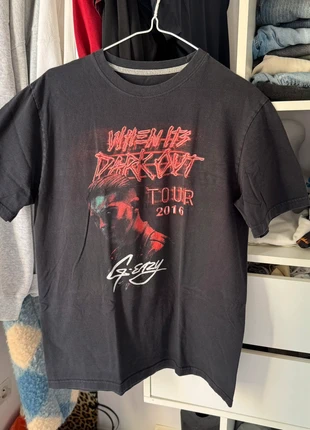 WHEN IT'S
DARK OUT
TOUR
2016
G-EAZY